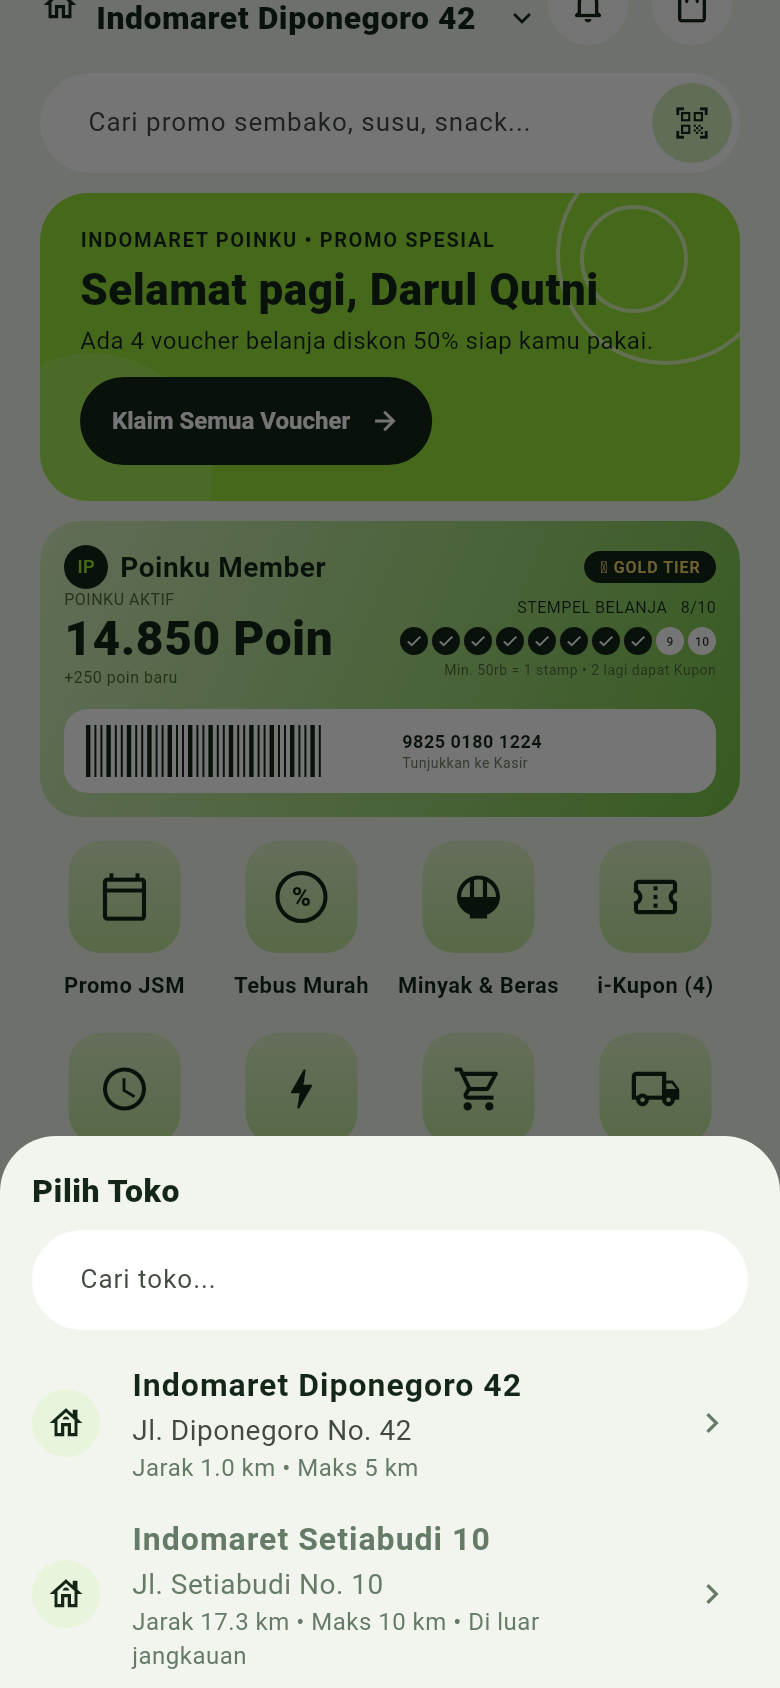 Indomaret Diponegoro 42
Cari promo sembako, susu, snack...
INDOMARET POINKU • PROMO SPESIAL
Selamat pagi, Darul Qutni
Ada 4 voucher belanja diskon 50% siap kamu pakai.
Klaim Semua Voucher
IP Poinku Member
GOLD TIER
POINKU AKTIF
14.850 Poin
+250 poin baru
STEMPEL BELANJA 8/10
9 10
Min. 50rb = 1 stamp • 2 lagi dapat Kupon
9825 0180 1224
Tunjukkan ke Kasir
%
Promo JSM
Tebus Murah
Minyak & Beras
i-Kupon (4)
Pilih Toko
Cari toko...
Indomaret Diponegoro 42
Jl. Diponegoro No. 42
Jarak 1.0 km • Maks 5 km
Indomaret Setiabudi 10
Jl. Setiabudi No. 10
Jarak 17.3 km • Maks 10 km • Di luar
jangkauan